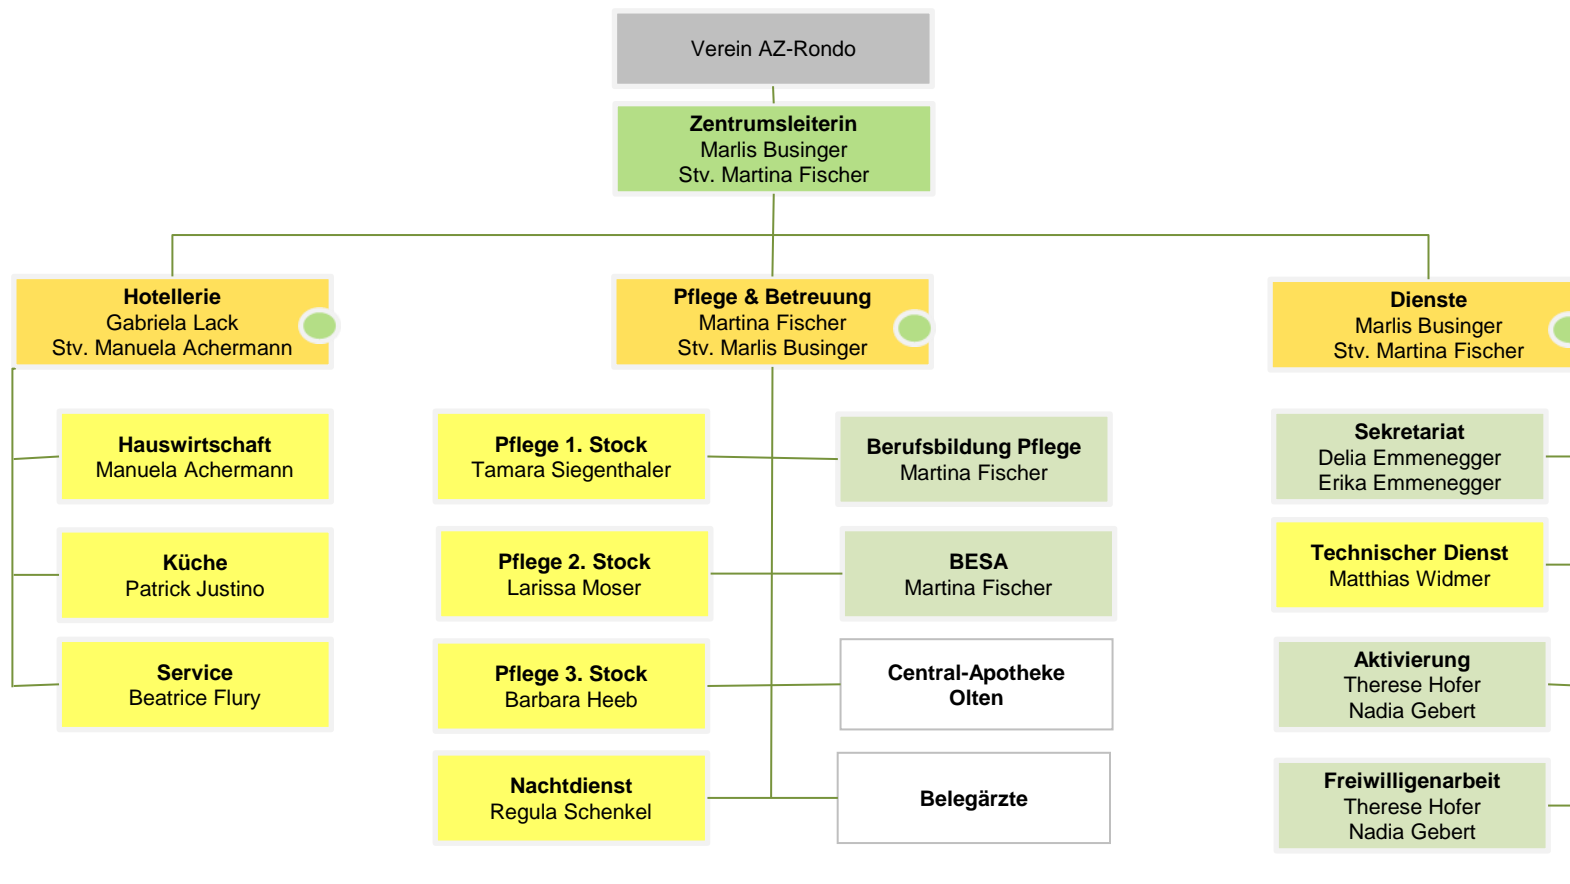 Verein AZ-Rondo
Zentrumsleiterin
Marlis Businger
Stv. Martina Fischer
Hotellerie
Gabriela Lack
Stv. Manuela Achermann
Pflege & Betreuung
Martina Fischer
Stv. Marlis Businger
Dienste
Marlis Businger
Stv. Martina Fischer
Hauswirtschaft
Manuela Achermann
Küche
Patrick Justino
Service
Beatrice Flury
Pflege 1. Stock
Tamara Siegenthaler
Pflege 2. Stock
Larissa Moser
Pflege 3. Stock
Barbara Heeb
Nachtdienst
Regula Schenkel
Berufsbildung Pflege
Martina Fischer
BESA
Martina Fischer
Central-Apotheke
Olten
Belegärzte
Sekretariat
Delia Emmenegger
Erika Emmenegger
Technischer Dienst
Matthias Widmer
Aktivierung
Therese Hofer
Nadia Gebert
Freiwilligenarbeit
Therese Hofer
Nadia Gebert